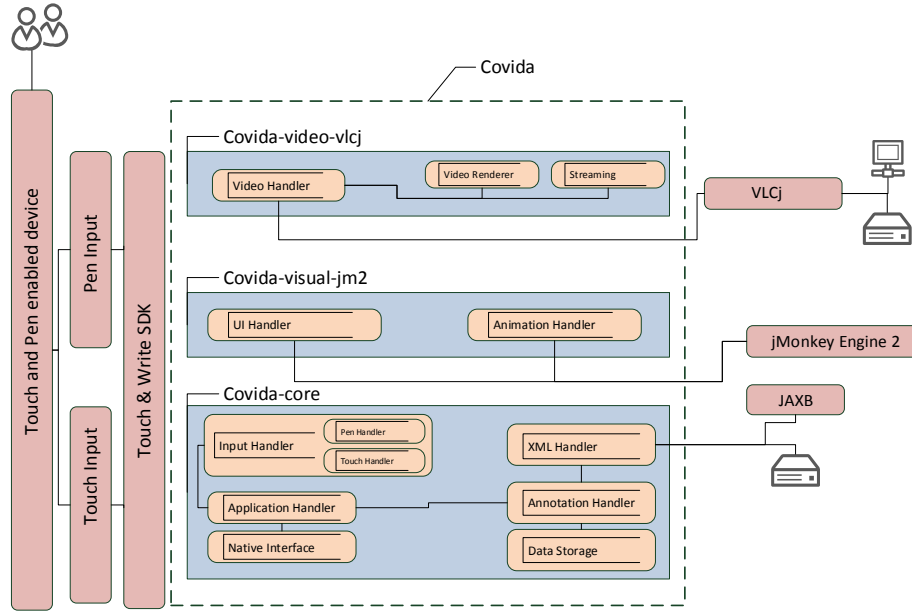 Covida
Touch and Pen enabled device
Pen Input
Touch Input
Touch & Write SDK
Covida-video-vlcj
Video Handler
Video Renderer
Streaming
VLCj
Covida-visual-jm2
UI Handler
Animation Handler
jMonkey Engine 2
Covida-core
JAXB
Input Handler
Pen Handler
Touch Handler
XML Handler
Application Handler
Annotation Handler
Native Interface
Data Storage